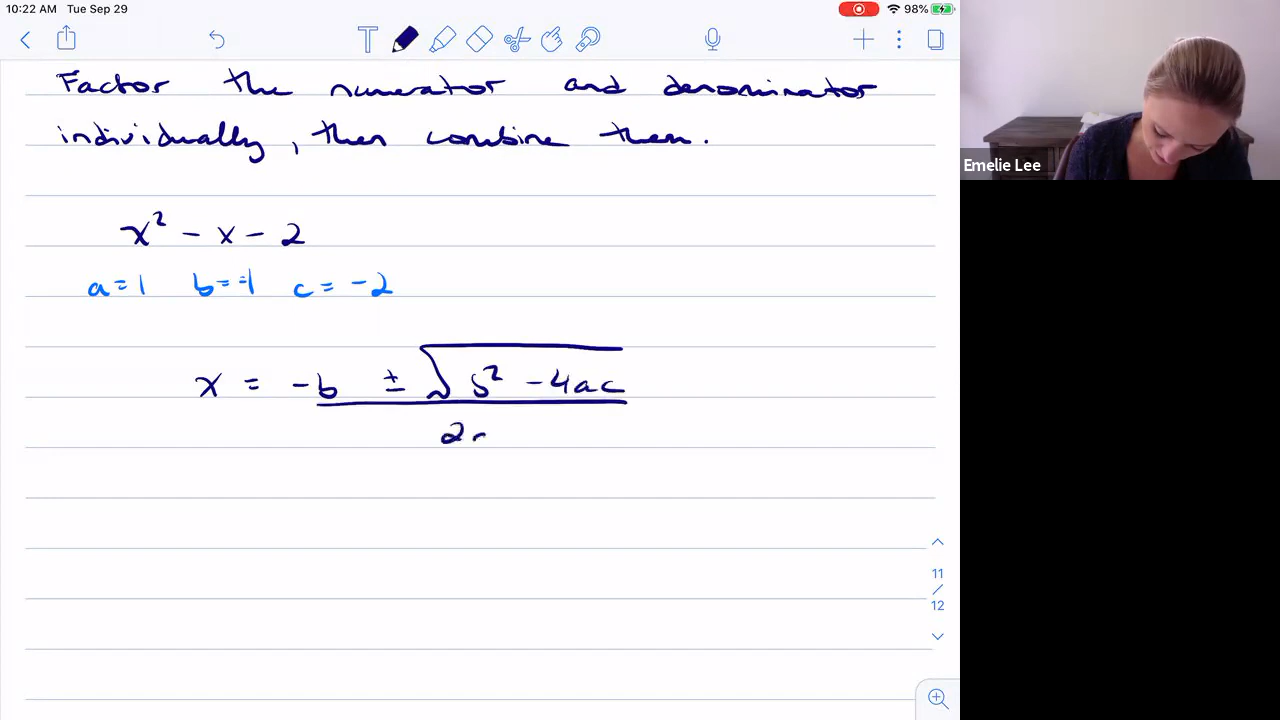 10:22 AM Tue Sep 29
98%
T
Factor the numerator and denominator
individually, then combine them.
Emelie Lee
x² - x - 2
a=1 b=-1 c=-2
x = -b ± √b² - 4ac
2
11
/
12